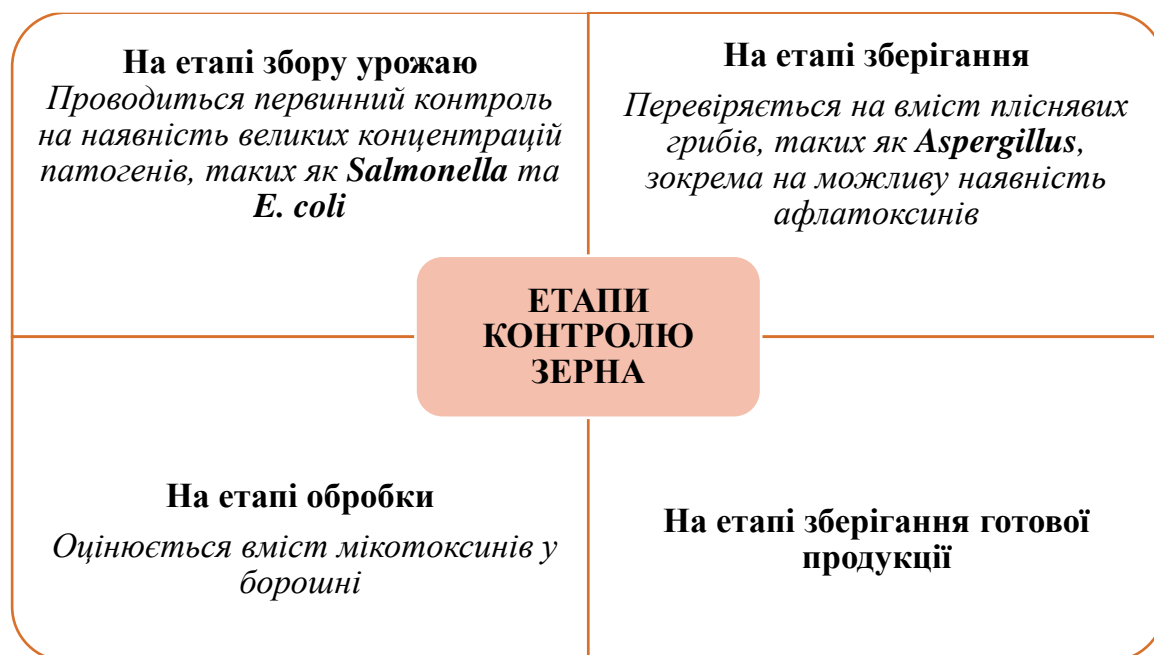 На етапі збору урожаю
Проводиться первинний контроль
на наявність великих концентрацій
патогенів, таких як Salmonella та
E. coli
На етапі зберігання
Перевіряється на вміст пліснявих
грибів, таких як Aspergillus,
зокрема на можливу наявність
афлатоксинів
ЕТАПИ
КОНТРОЛЮ
ЗЕРНА
На етапі обробки
Оцінюється вміст мікотоксинів у
борошні
На етапі зберігання готової
продукції